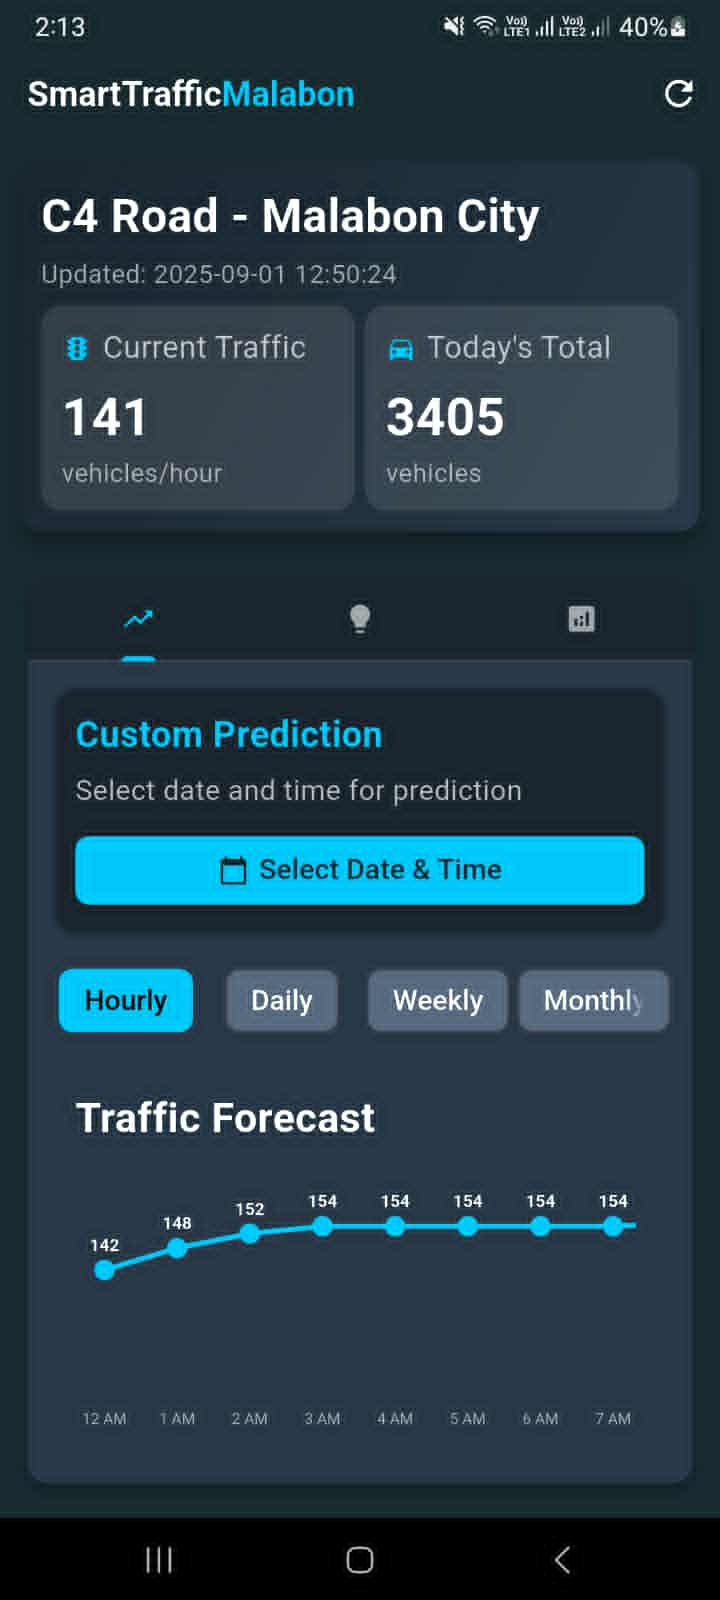 2:13 Vo) LTE1 Vo) LTE2 40%
SmartTrafficMalabon
C4 Road - Malabon City
Updated: 2025-09-01 12:50:24
Current Traffic Today's Total
141 3405
vehicles/hour vehicles
Custom Prediction
Select date and time for prediction
Select Date & Time
Hourly Daily Weekly Monthly
Traffic Forecast
142 148 152 154 154 154 154 154
12 AM 1 AM 2 AM 3 AM 4 AM 5 AM 6 AM 7 AM